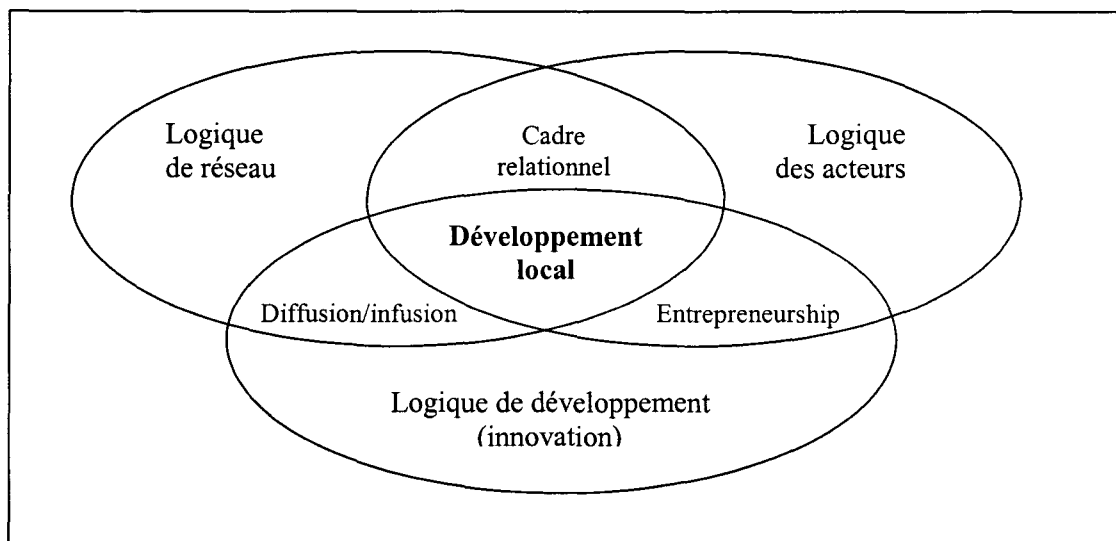 Logique
de réseau
Cadre
relationnel
Logique
des acteurs
Développement
local
Diffusion/infusion
Entrepreneurship
Logique de développement
(innovation)